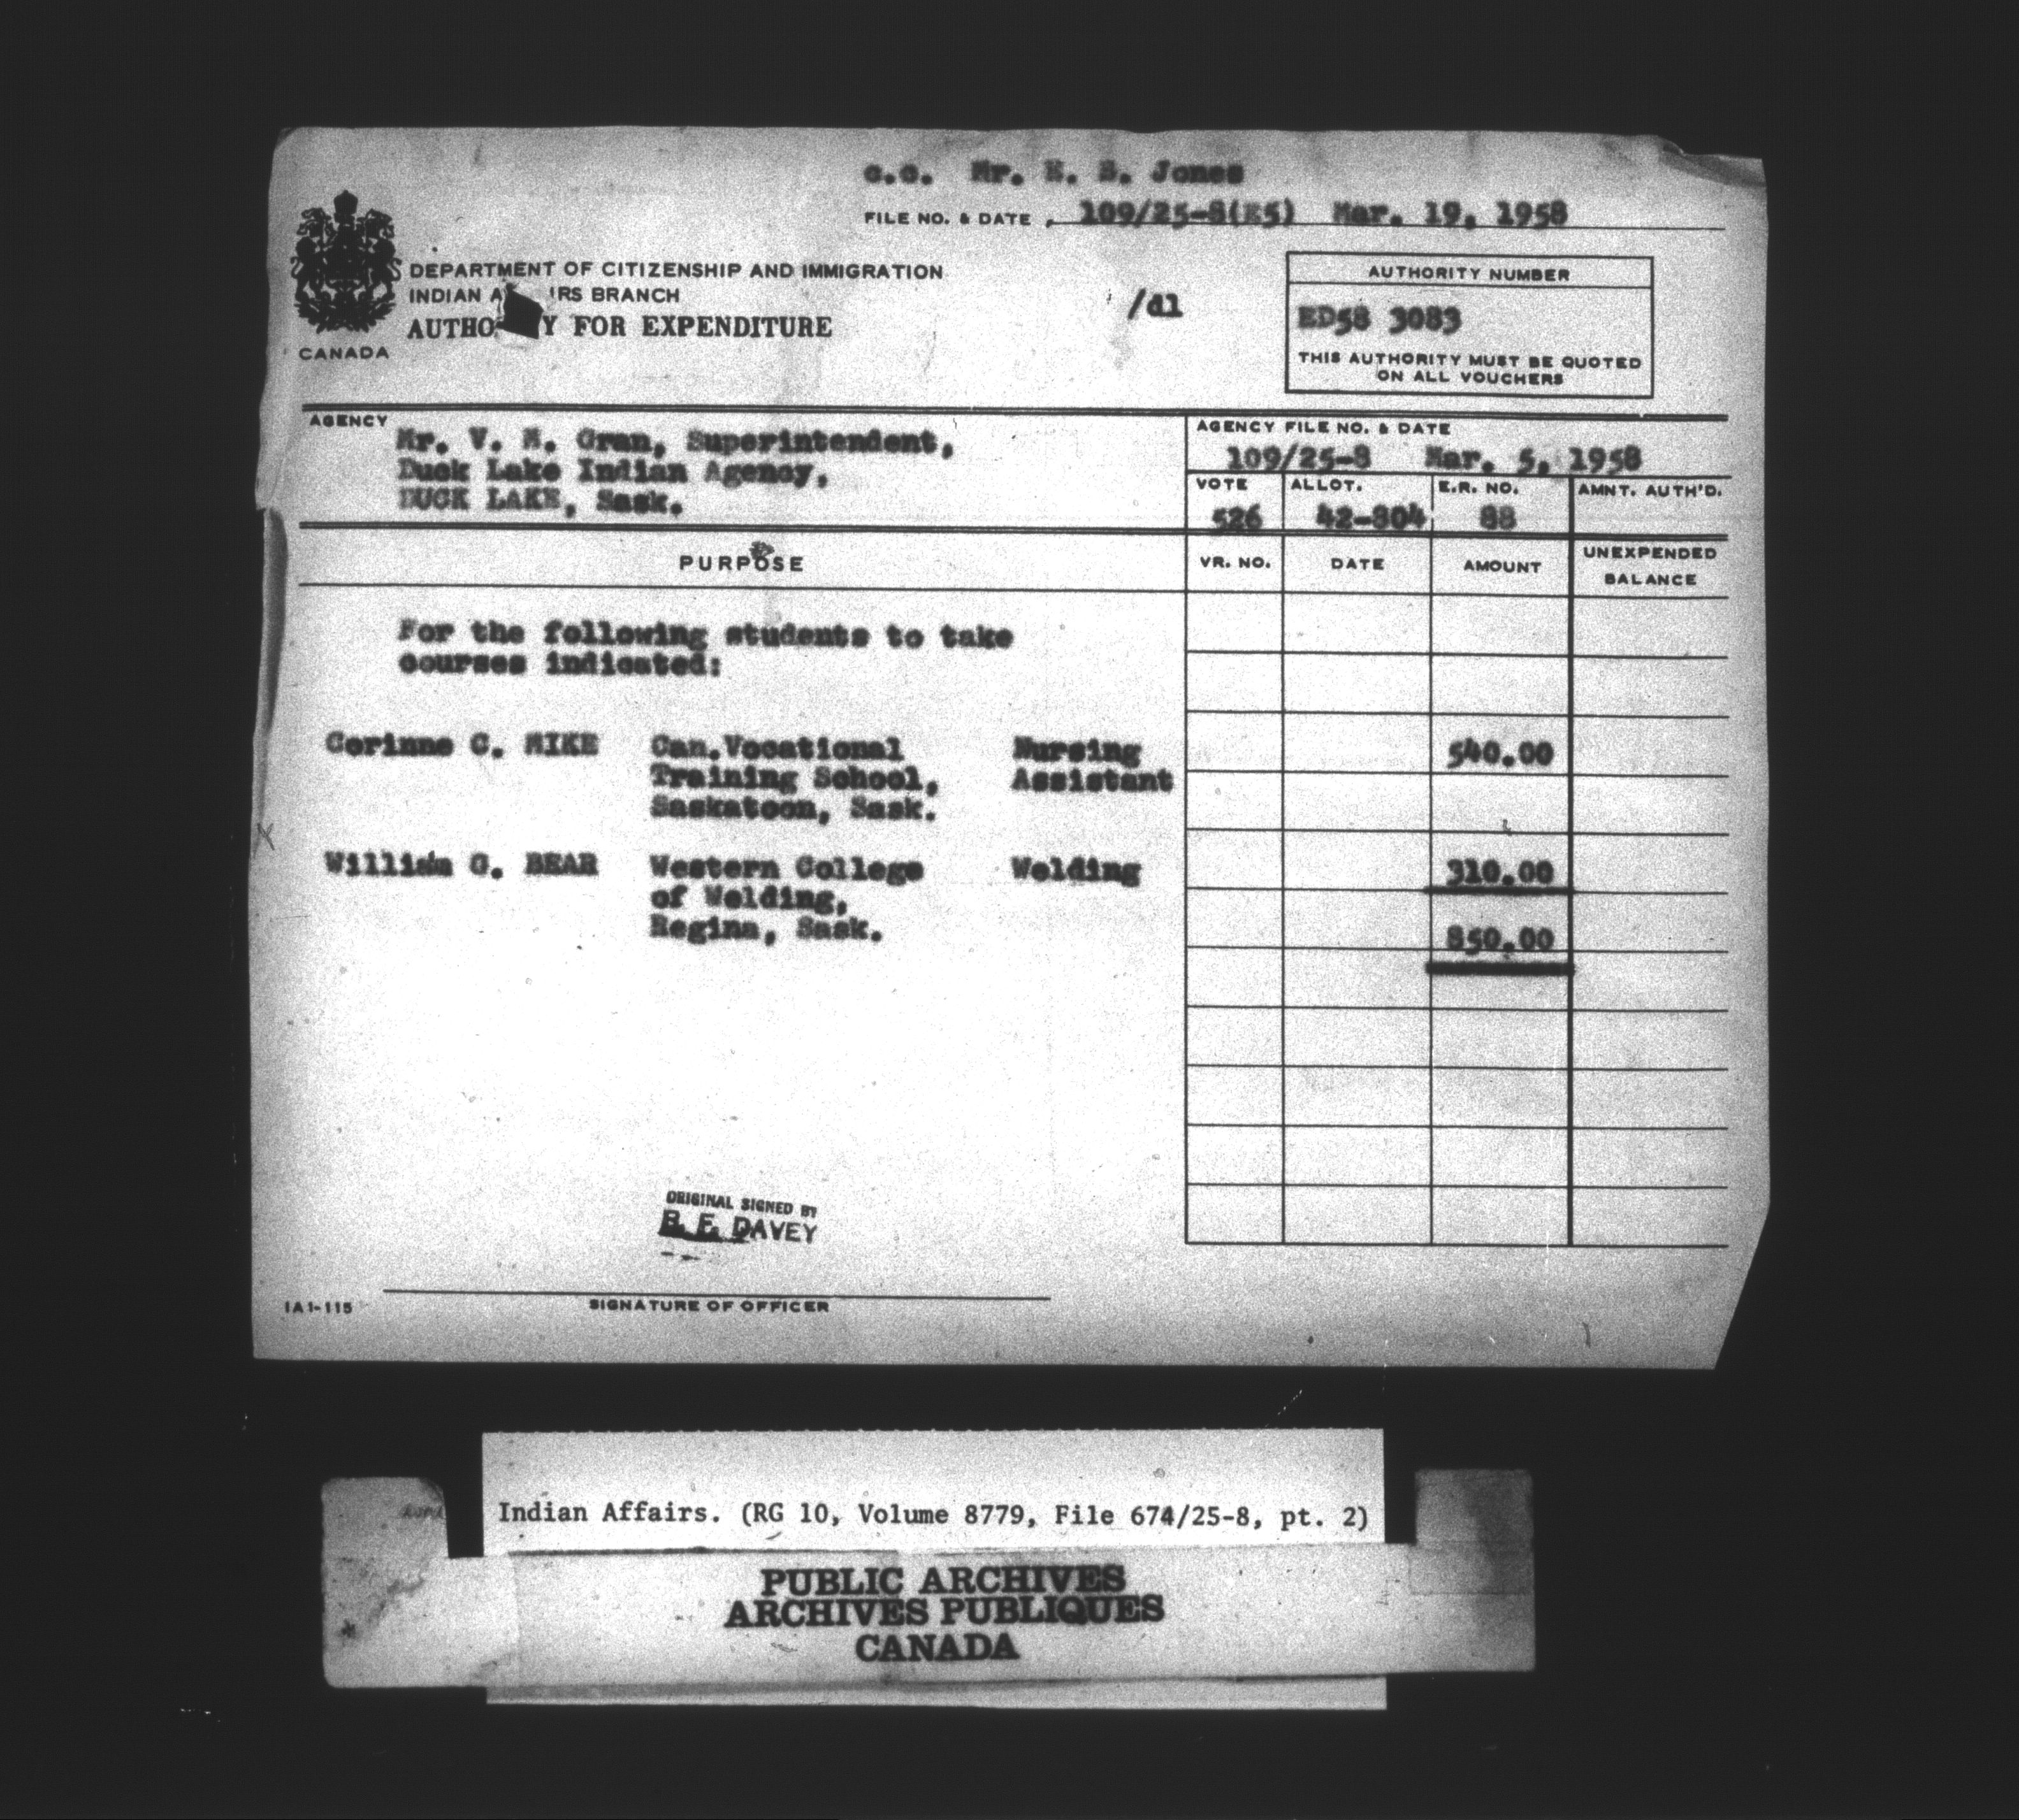 c.c. Mr. E. S. Jones
FILE NO. & DATE , 109/25-8(E5) Mar. 19, 1958
DEPARTMENT OF CITIZENSHIP AND IMMIGRATION
INDIAN A IRS BRANCH
AUTHO Y FOR EXPENDITURE
CANADA
/dl
AUTHORITY NUMBER
ED58 3083
THIS AUTHORITY MUST BE QUOTED
ON ALL VOUCHERS
AGENCY
Mr. V. M. Gran, Superintendent,
Duck Lake Indian Agency,
DUCK LAKE, Sask.
AGENCY FILE NO. & DATE
109/25-8 Mar. 5, 1958
VOTE ALLOT. E.R. NO. AMNT. AUTH'D.
526 42-804 88
PURPOSE VR. NO. DATE AMOUNT UNEXPENDED BALANCE
For the following students to take
courses indicated:
Corinne C. MIKE Can.Vocational Nursing 540.00
Training School, Assistant
Saskatoon, Sask.
William G. BEAR Western College Welding 310.00
of Welding,
Regina, Sask. 850.00
ORIGINAL SIGNED BY
R. F. DAVEY
IA1-115
SIGNATURE OF OFFICER
Indian Affairs. (RG 10, Volume 8779, File 674/25-8, pt. 2)
PUBLIC ARCHIVES
ARCHIVES PUBLIQUES
CANADA